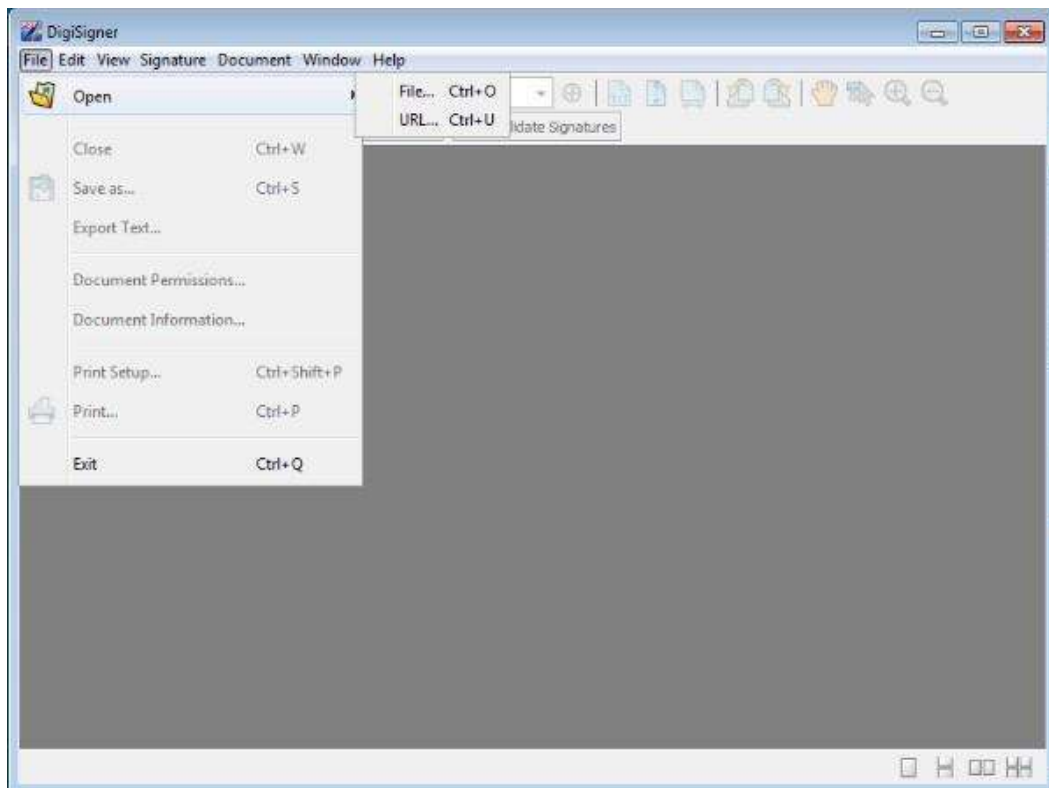 DigiSigner
File Edit View Signature Document Window Help
Open
File... Ctrl+O
URL... Ctrl+U
Signatures
Close Ctrl+W
Save as... Ctrl+S
Export Text...
Document Permissions...
Document Information...
Print Setup... Ctrl+Shift+P
Print... Ctrl+P
Exit Ctrl+Q